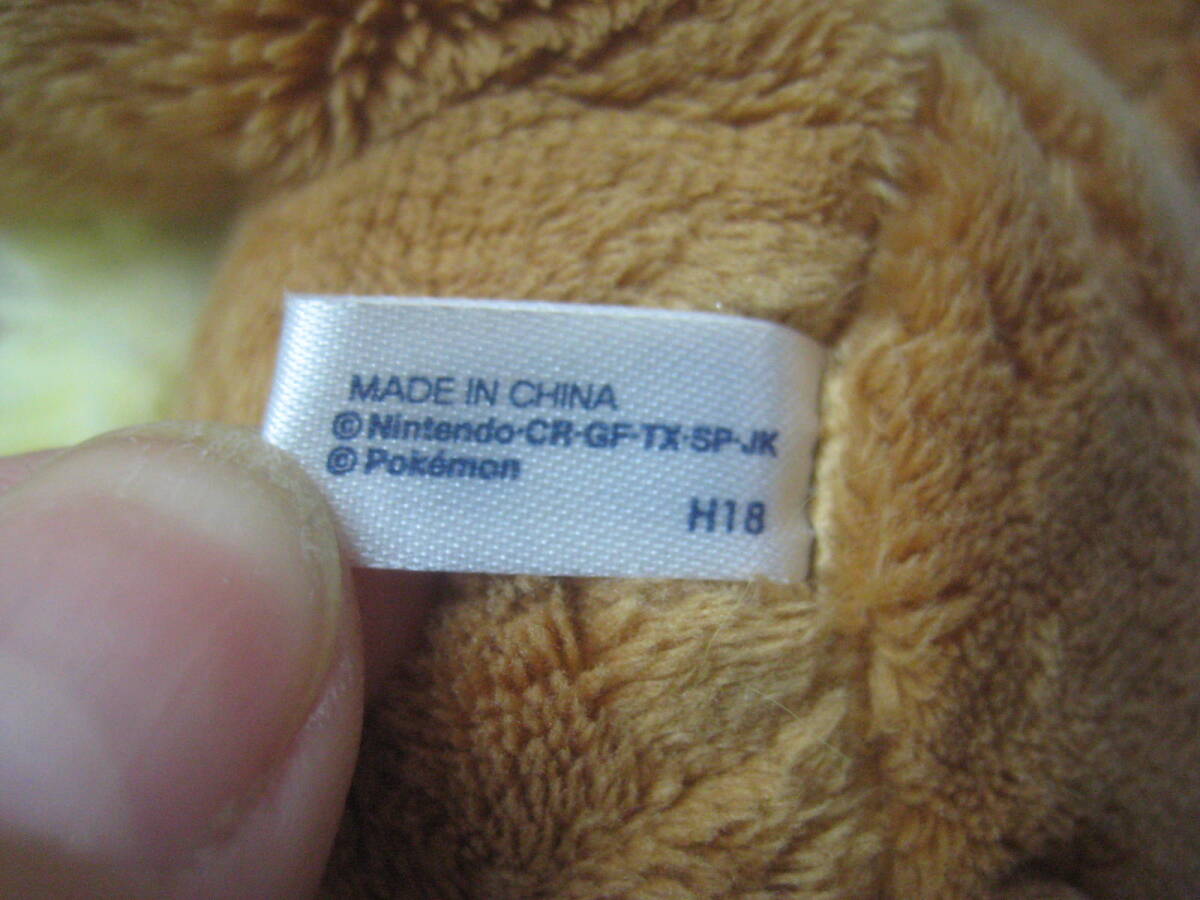 MADE IN CHINA
©Nintendo·CR·GF·TX·SP·JK
©Pokémon
H18